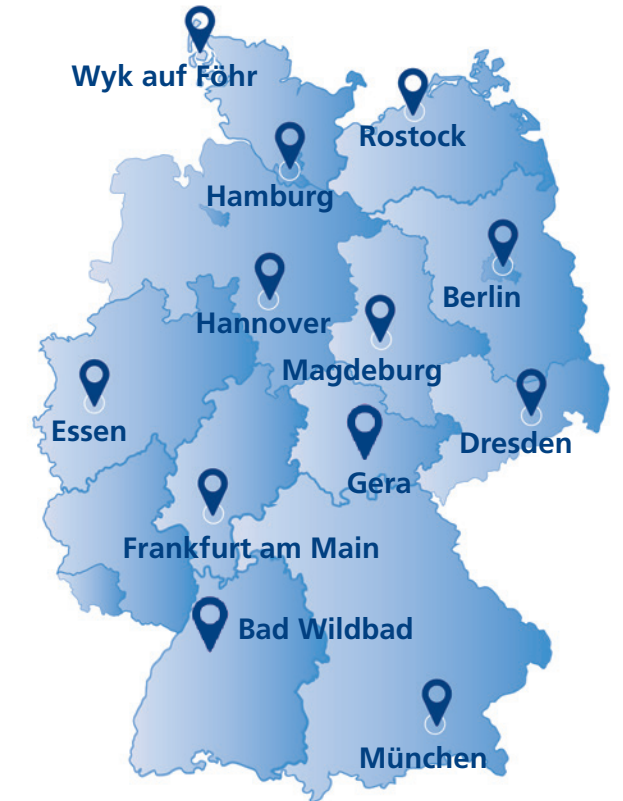 Wyk auf Föhr
Rostock
Hamburg
Berlin
Hannover
Magdeburg
Essen
Dresden
Gera
Frankfurt am Main
Bad Wildbad
München